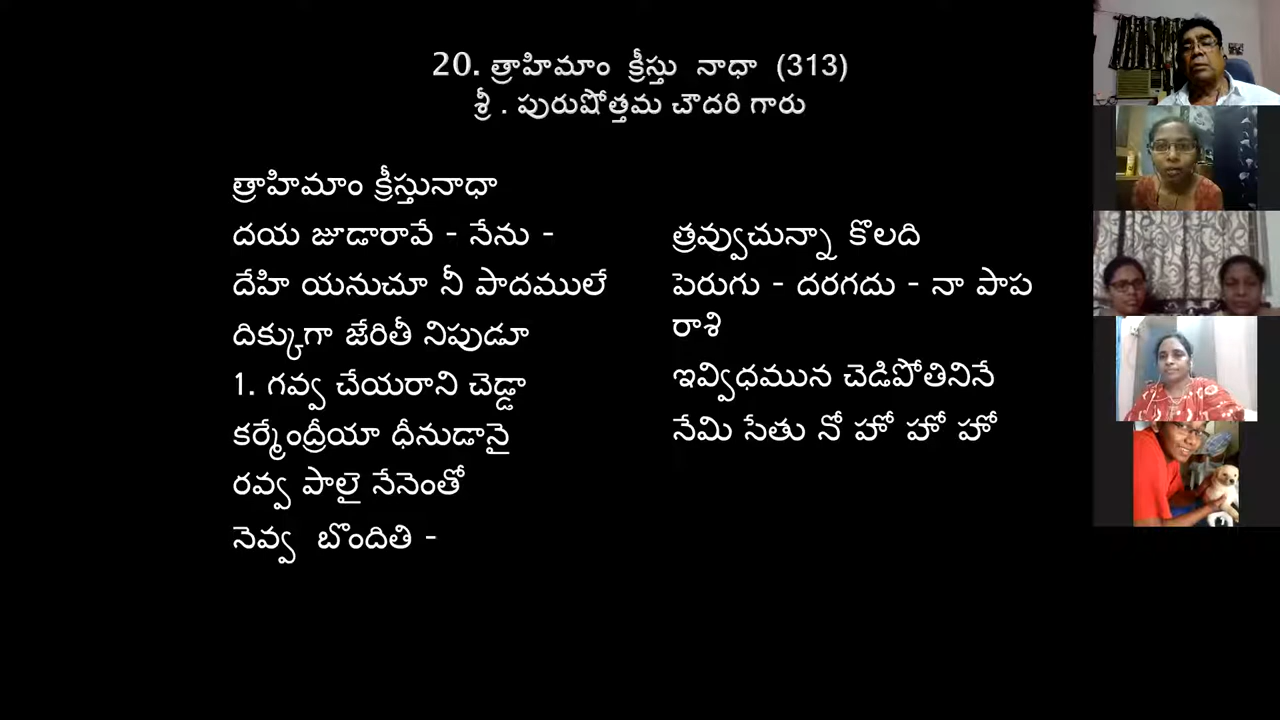 20. త్రాహిమాం క్రీస్తు నాధా (313)
శ్రీ . పురుషోత్తమ చౌదరి గారు
త్రాహిమాం క్రీస్తునాధా
దయ జూడారావే - నేను -
దేహి యనుచూ నీ పాదములే
దిక్కుగా జేరితీ నిపుడూ
1. గవ్వ చేయరాని చెడ్డా
కర్మేంద్రీయా ధీనుడానై
రవ్వ పాలై నేనెంతో
నెవ్వ బొందితి -
త్రవ్వుచున్నా కొలది
పెరుగు - దరగదు - నా పాప
రాశి
ఇవ్విధమున చెడిపోతినినే
నేమి సేతు నో హో హో హో